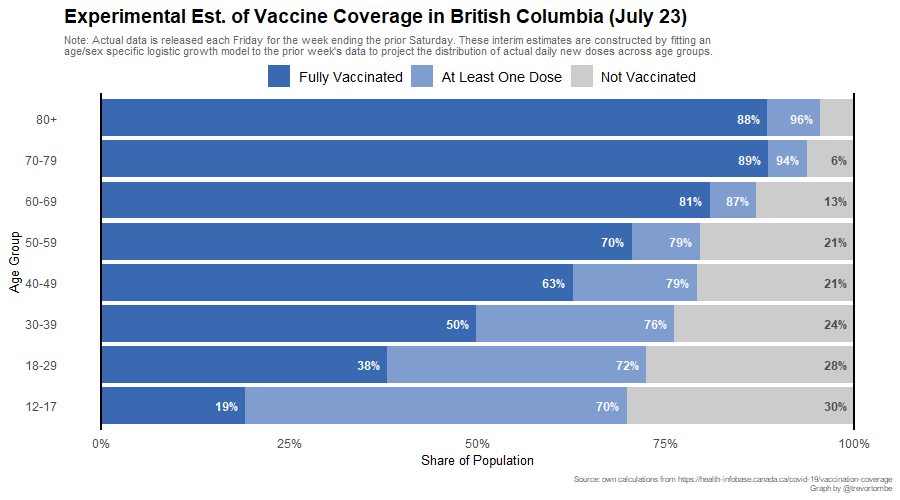 Experimental Est. of Vaccine Coverage in British Columbia (July 23)
Note: Actual data is released each Friday for the week ending the prior Saturday. These interim estimates are constructed by fitting an
age/sex specific logistic growth model to the prior week's data to project the distribution of actual daily new doses across age groups.
Fully Vaccinated At Least One Dose Not Vaccinated
80+ 88% 96%
70-79 89% 94% 6%
60-69 81% 87% 13%
50-59 70% 79% 21%
40-49 63% 79% 21%
30-39 50% 76% 24%
18-29 38% 72% 28%
12-17 19% 70% 30%
Age Group
0% 25% 50% 75% 100%
Share of Population
Source: own calculations from https://health-infobase.canada.ca/covid-19/vaccination-coverage
Graph by @trevortombe